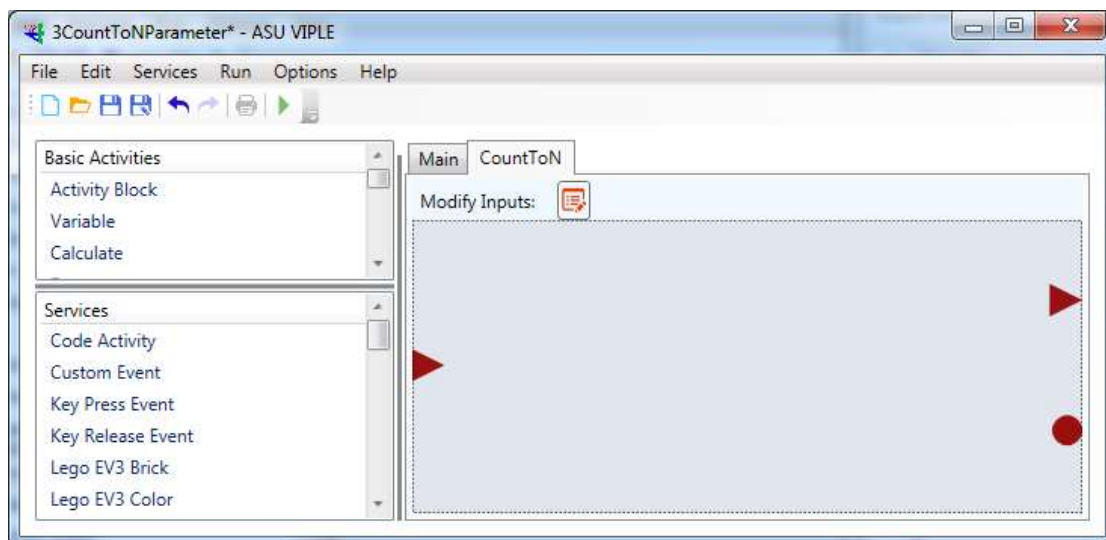 3CountToNParameter* - ASU VIPLE
File Edit Services Run Options Help
Basic Activities
Activity Block
Variable
Calculate
Services
Code Activity
Custom Event
Key Press Event
Key Release Event
Lego EV3 Brick
Lego EV3 Color
Main CountToN
Modify Inputs: